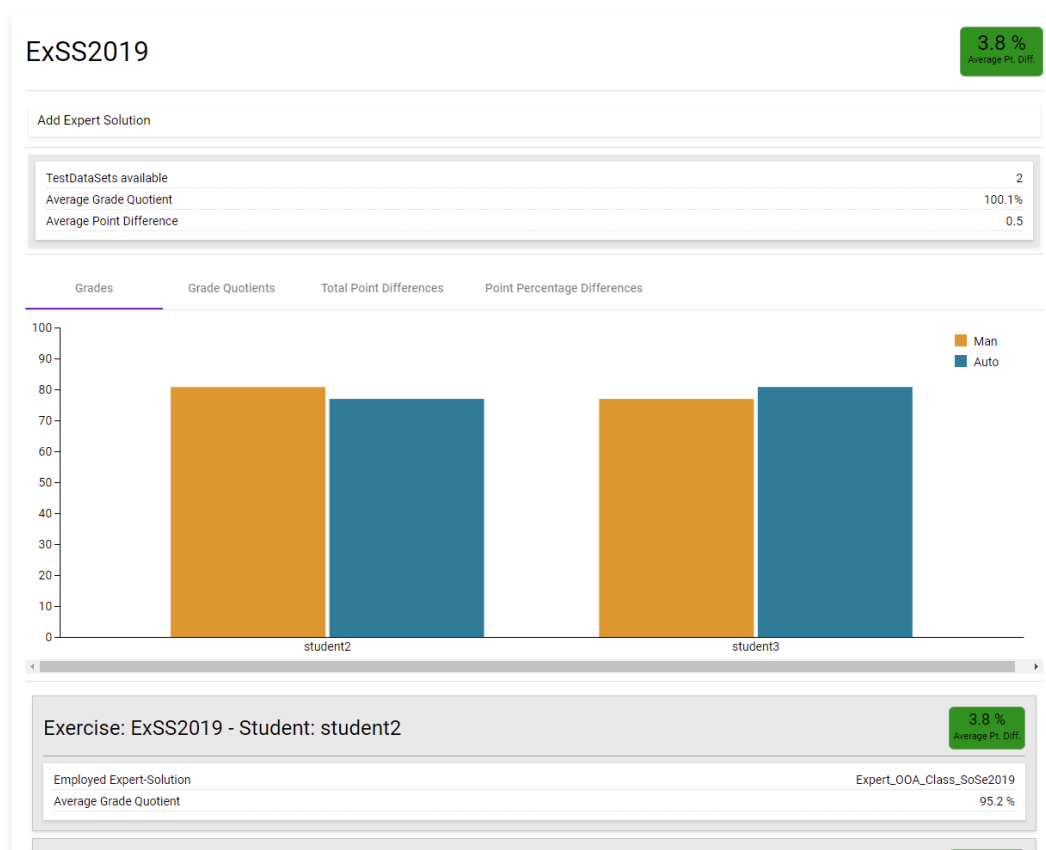 ExSS2019
3.8 %
Average Pt. Diff.
Add Expert Solution
TestDataSets available 2
Average Grade Quotient 100.1%
Average Point Difference 0.5
Grades Grade Quotients Total Point Differences Point Percentage Differences
100
90
80
70
60
50
40
30
20
10
0
Man
Auto
student2 student3
Exercise: ExSS2019 - Student: student2
3.8 %
Average Pt. Diff.
Employed Expert-Solution Expert_OOA_Class_SoSe2019
Average Grade Quotient 95.2 %